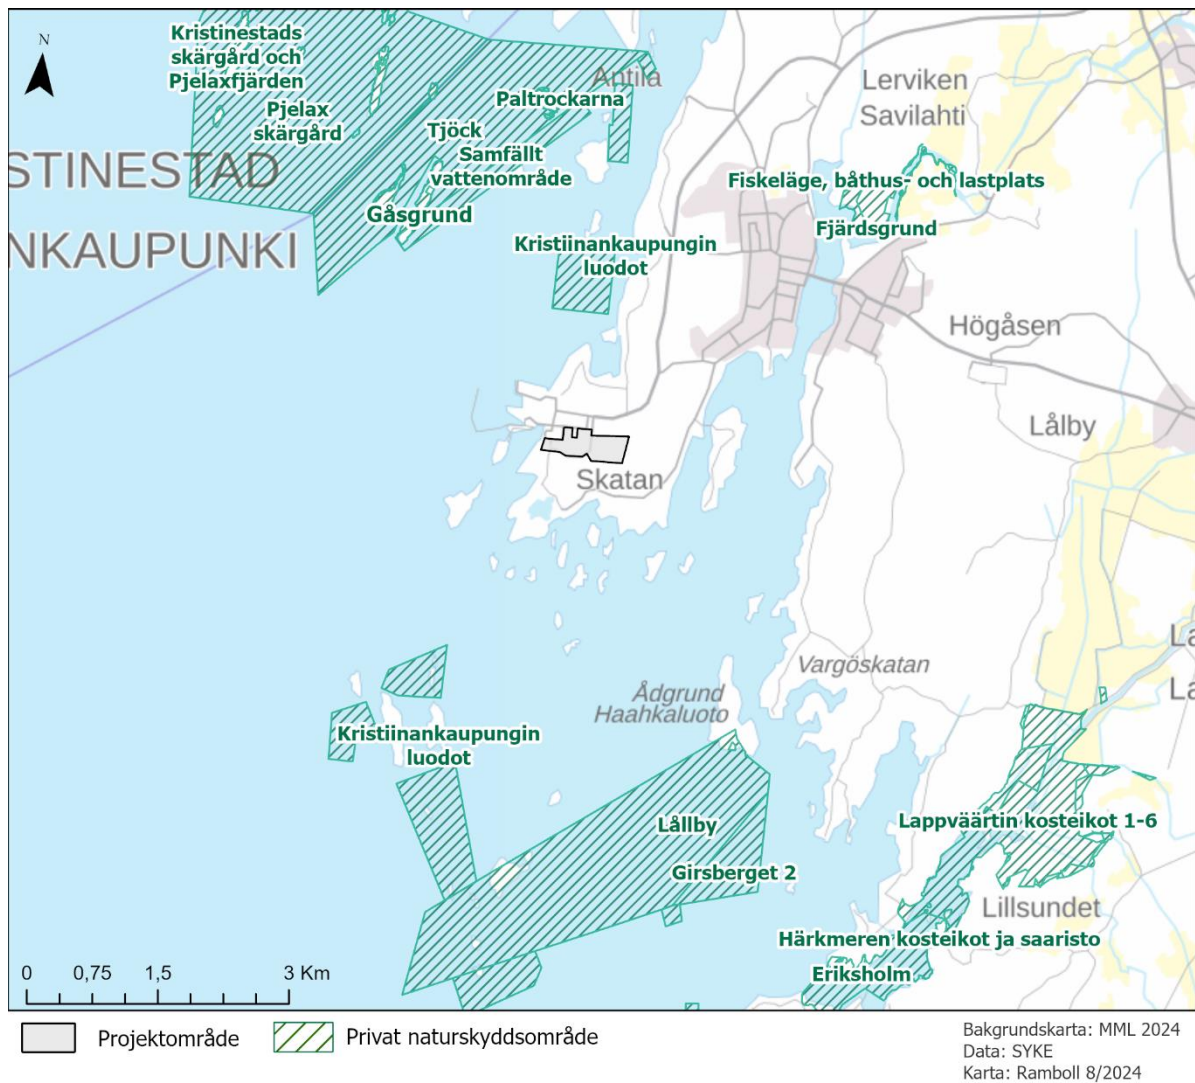 N
Kristinestads
skärgård och
Pjelaxfjärden
Pjelax
skärgård
Antila
Paltrockarna
Tjöck
Samfällt
vattenområde
Gåsgrund
Lerviken
Savilahti
STINESTAD
NKAUPUNKI
Fiskeläge, båthus- och lastplats
Fjärdsgrund
Kristiinankaupungin
luodot
Högåsen
Lålby
Skatan
Vargöskatan
Ådgrund
Haahkaluoto
Kristiinankaupungin
luodot
La
Lå
Lållby
Girsberget 2
Lappväärtin kosteikot 1-6
Lillsundet
Härkmeren kosteikot ja saaristo
Eriksholm
0 0,75 1,5 3 Km
Projektområde
Privat naturskyddsområde
Bakgrundskarta: MML 2024
Data: SYKE
Karta: Ramboll 8/2024